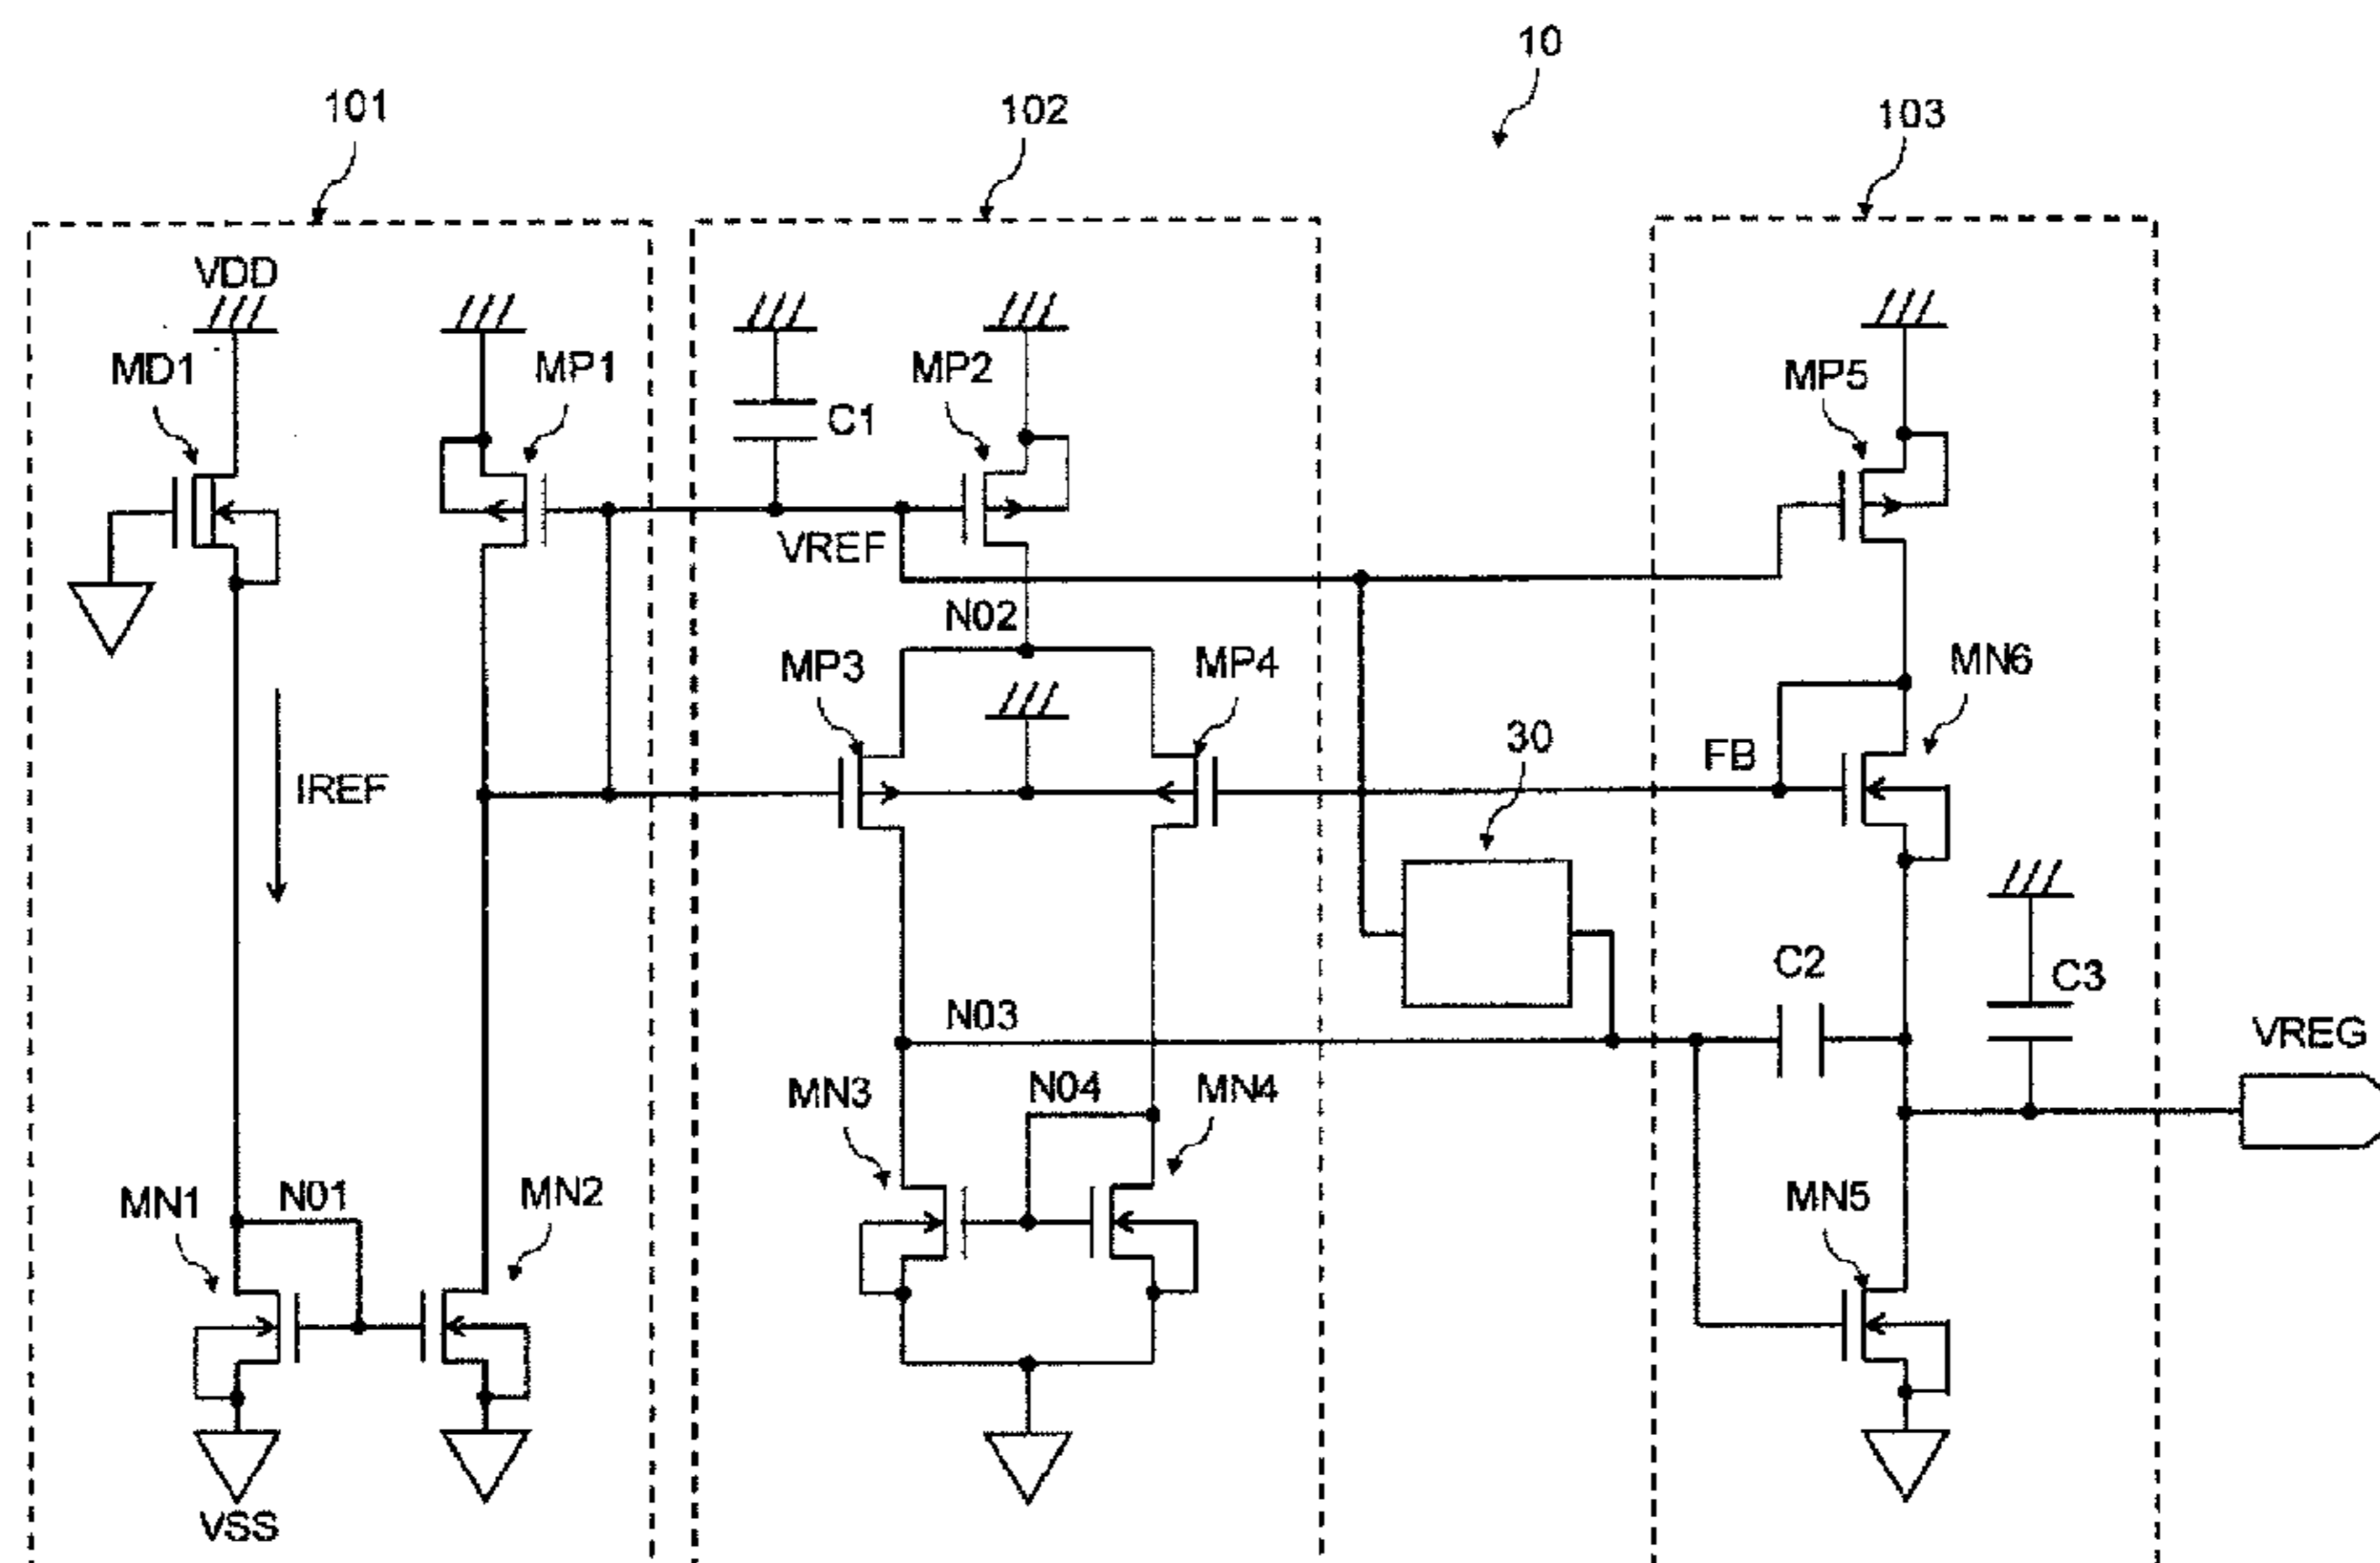 10
101
102
103
VDD
MD1
MP1
C1
MP2
MP5
VREF
N02
MP3
MP4
MN6
30
FB
IREF
C2
C3
N03
VREG
MN3
N04
MN4
MN1
N01
MN2
MN5
VSS